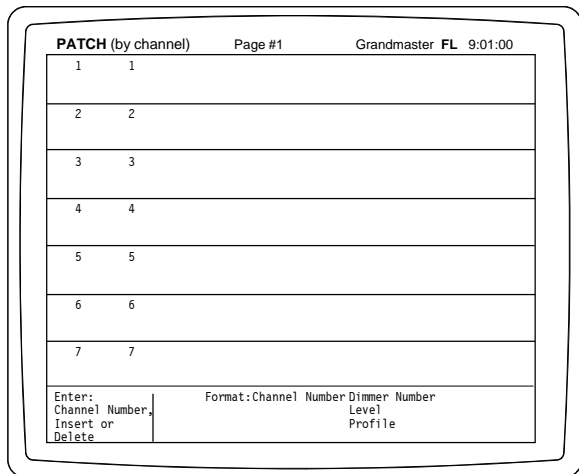 PATCH (by channel) Page #1 Grandmaster FL 9:01:00
1 1
2 2
3 3
4 4
5 5
6 6
7 7
Enter: Format:Channel Number Dimmer Number
Channel Number, Level
Insert or Profile
Delete